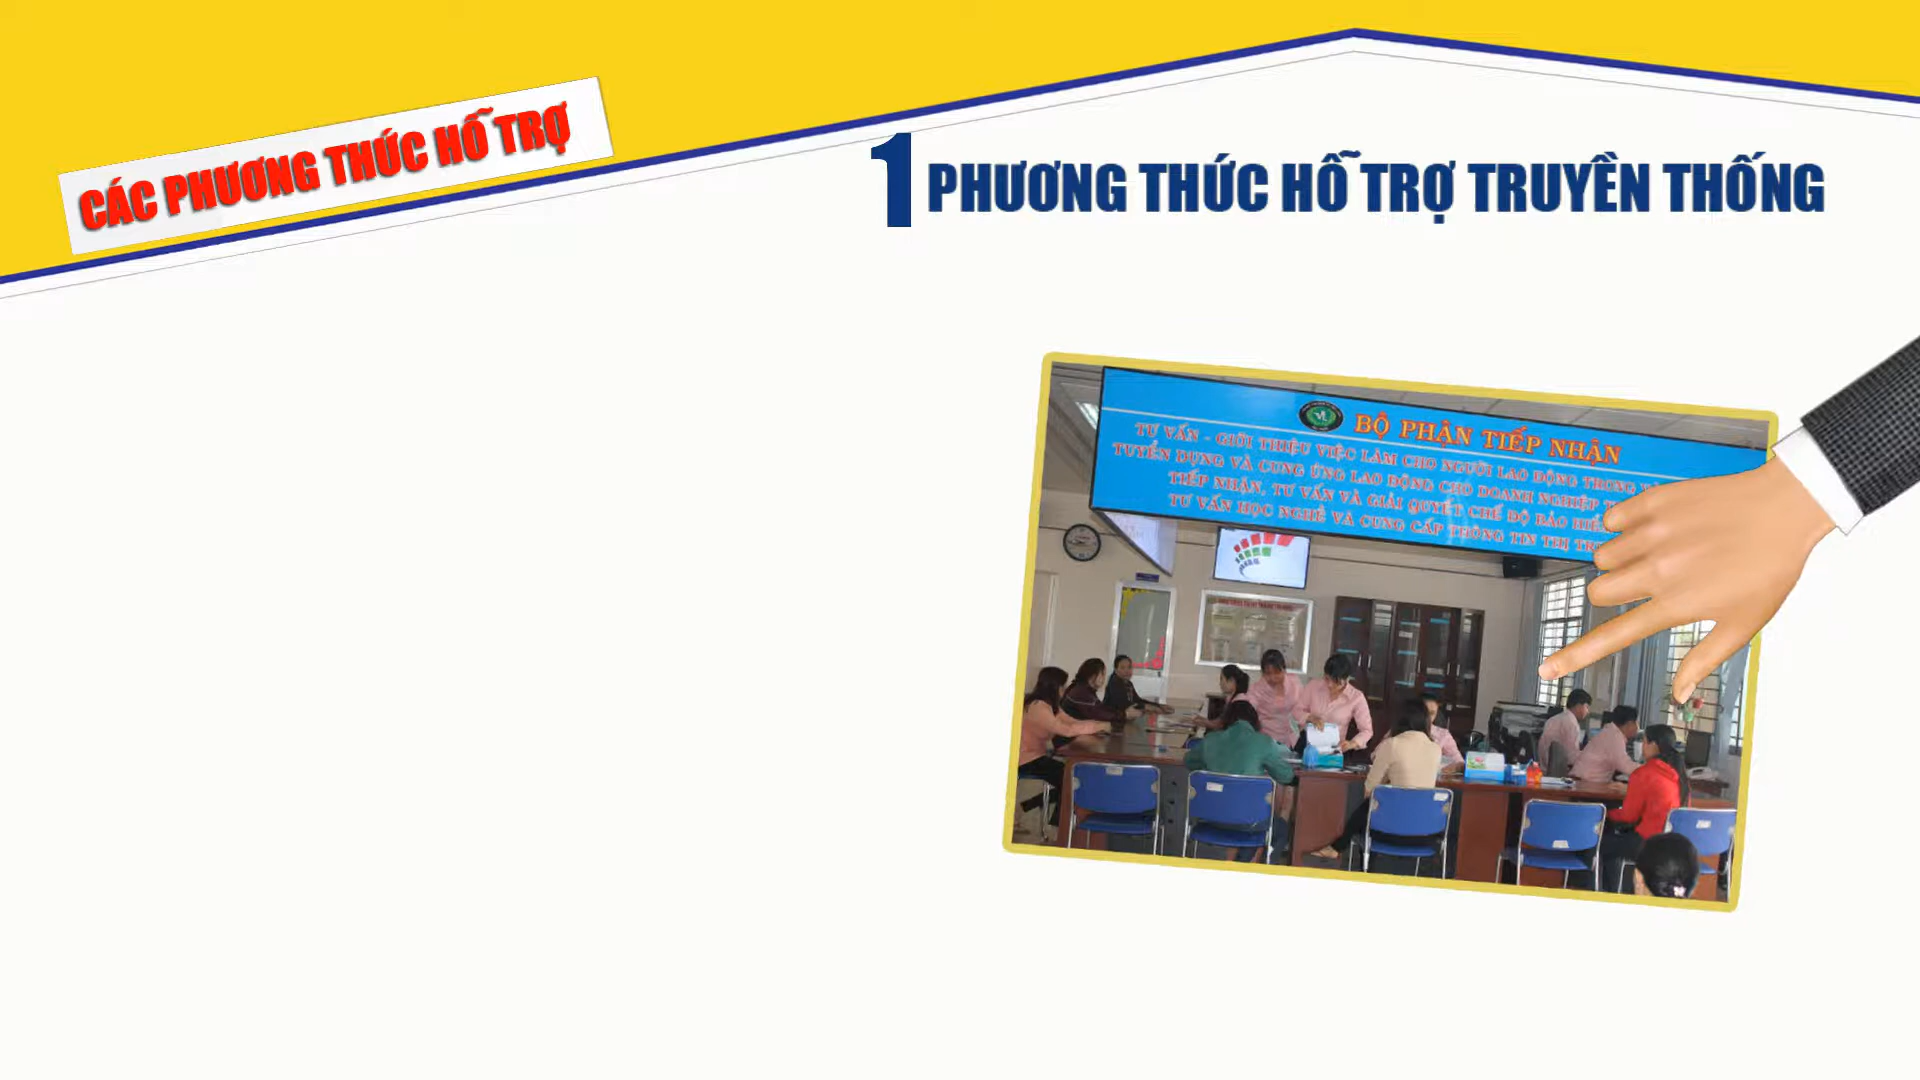 CÁC PHƯƠNG THỨC HỖ TRỢ
1 PHƯƠNG THỨC HỖ TRỢ TRUYỀN THỐNG
BỘ PHẬN TIẾP NHẬN
TƯ VẤN - GIỚI THIỆU VIỆC LÀM CHO NGƯỜI LAO ĐỘNG TRONG
TUYỂN DỤNG VÀ CUNG ỨNG LAO ĐỘNG CHO DOANH NGHIỆP
TIẾP NHẬN, TƯ VẤN VÀ GIẢI QUYẾT CHẾ ĐỘ BẢO
TƯ VẤN HỌC NGHỀ VÀ CUNG CẤP THÔNG TIN THỊ